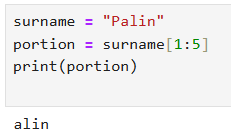 surname = "Palin"
portion = surname[1:5]
print(portion)
alin